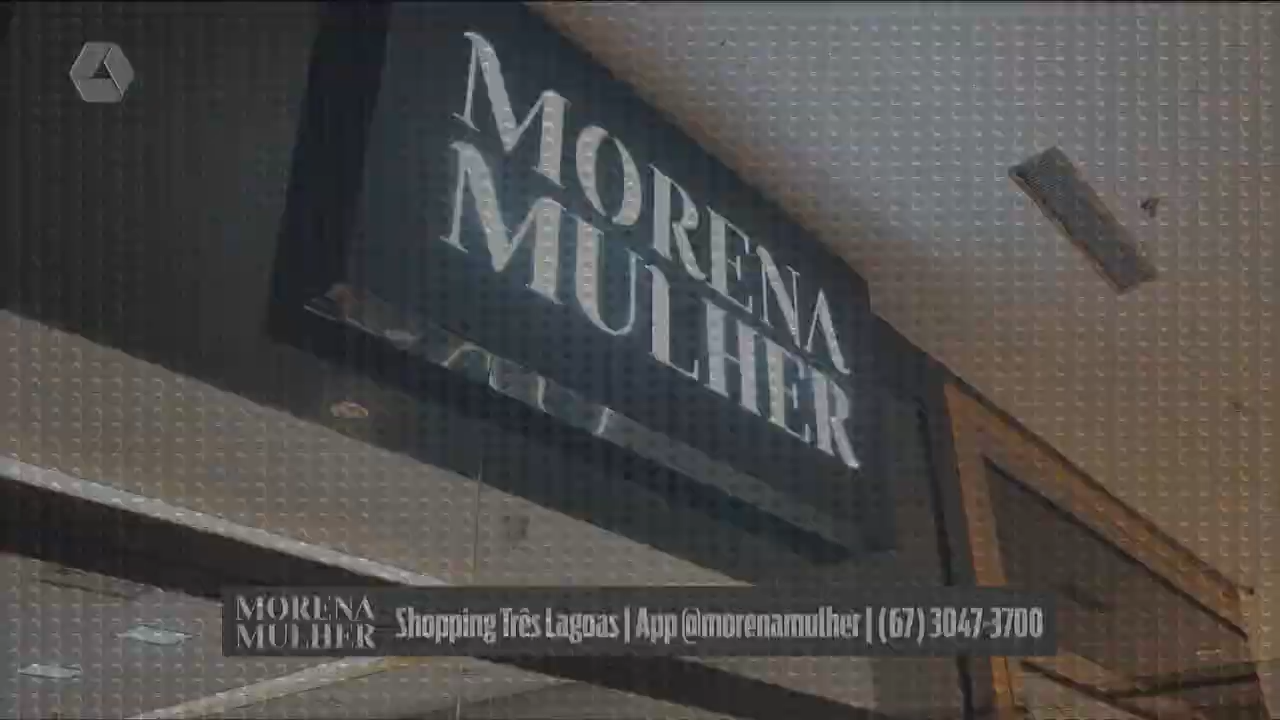 MORENA
MULHER
MORENA
MULHER
Shopping Três Lagoas | App @morenamulher | (67) 3047-3700